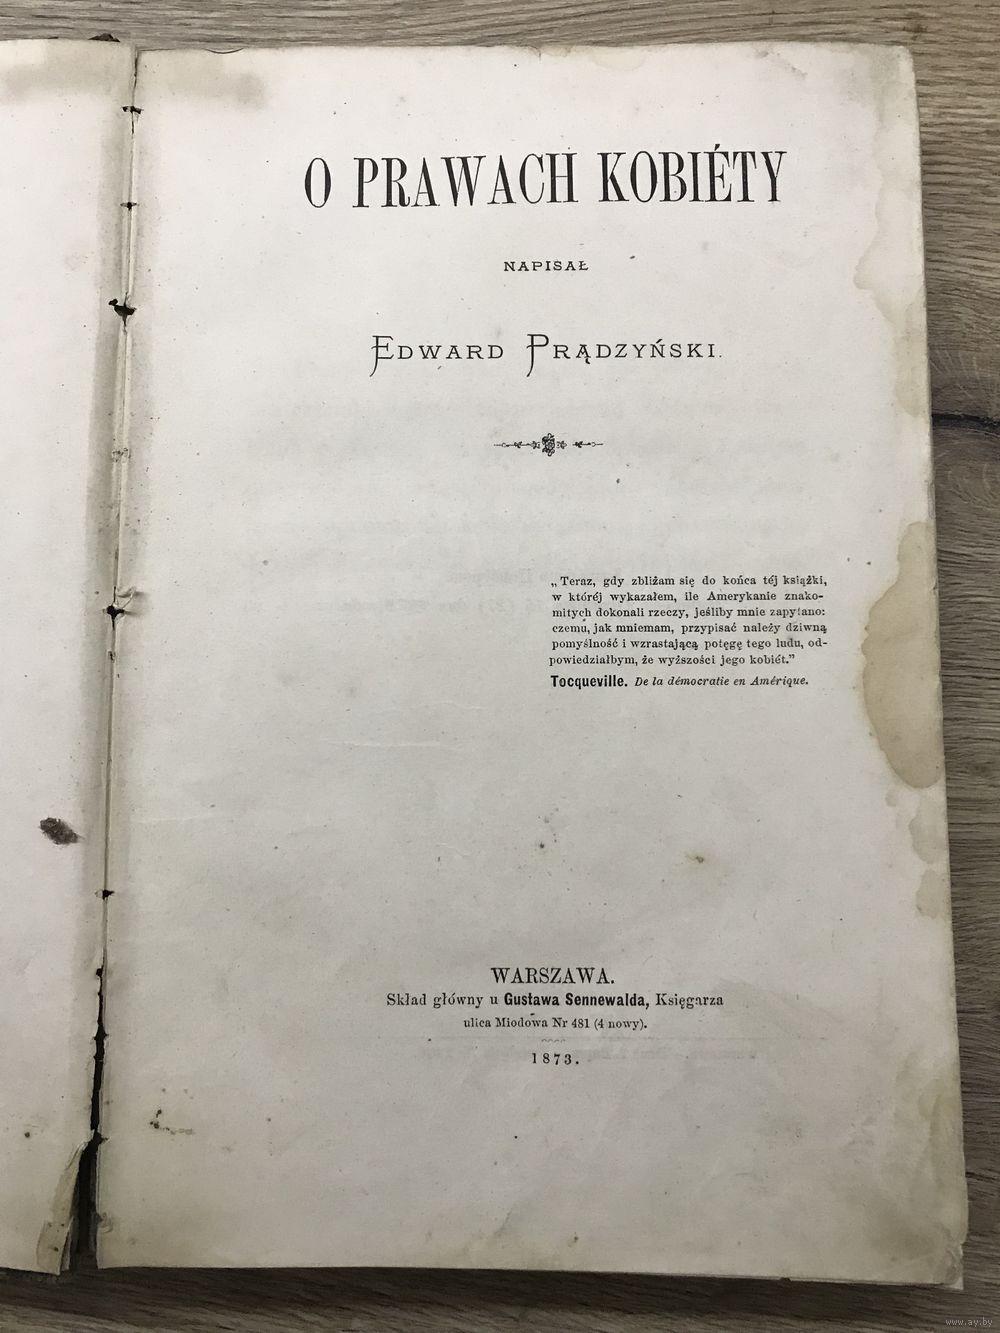 O PRAWACH KOBIÉTY
NAPISAŁ
EDWARD PRĄDZYŃSKI.
„Teraz, gdy zbliżam się do końca téj książki,
w któréj wykazałem, ile Amerykanie znako-
mitych dokonali rzeczy, jeśliby mnie zapytano:
czemu, jak mniemam, przypisać należy dziwną
pomyślność i wzrastającą potęgę tego ludu, od-
powiedziałbym, że wyższości jego kobiét.”
Tocqueville. De la démocratie en Amérique.
WARSZAWA.
Skład główny u Gustawa Sennewalda, Księgarza
ulica Miodowa Nr 481 (4 nowy).
1873.
www.ay.by